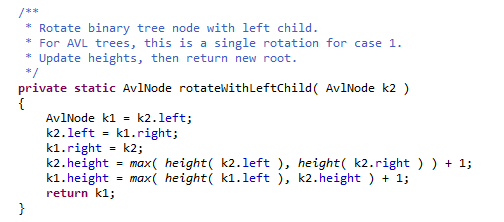 /**
 * Rotate binary tree node with left child.
 * For AVL trees, this is a single rotation for case 1.
 * Update heights, then return new root.
 */
private static AvlNode rotateWithLeftChild( AvlNode k2 )
{
    AvlNode k1 = k2.left;
    k2.left = k1.right;
    k1.right = k2;
    k2.height = max( height( k2.left ), height( k2.right ) ) + 1;
    k1.height = max( height( k1.left ), k2.height ) + 1;
    return k1;
}